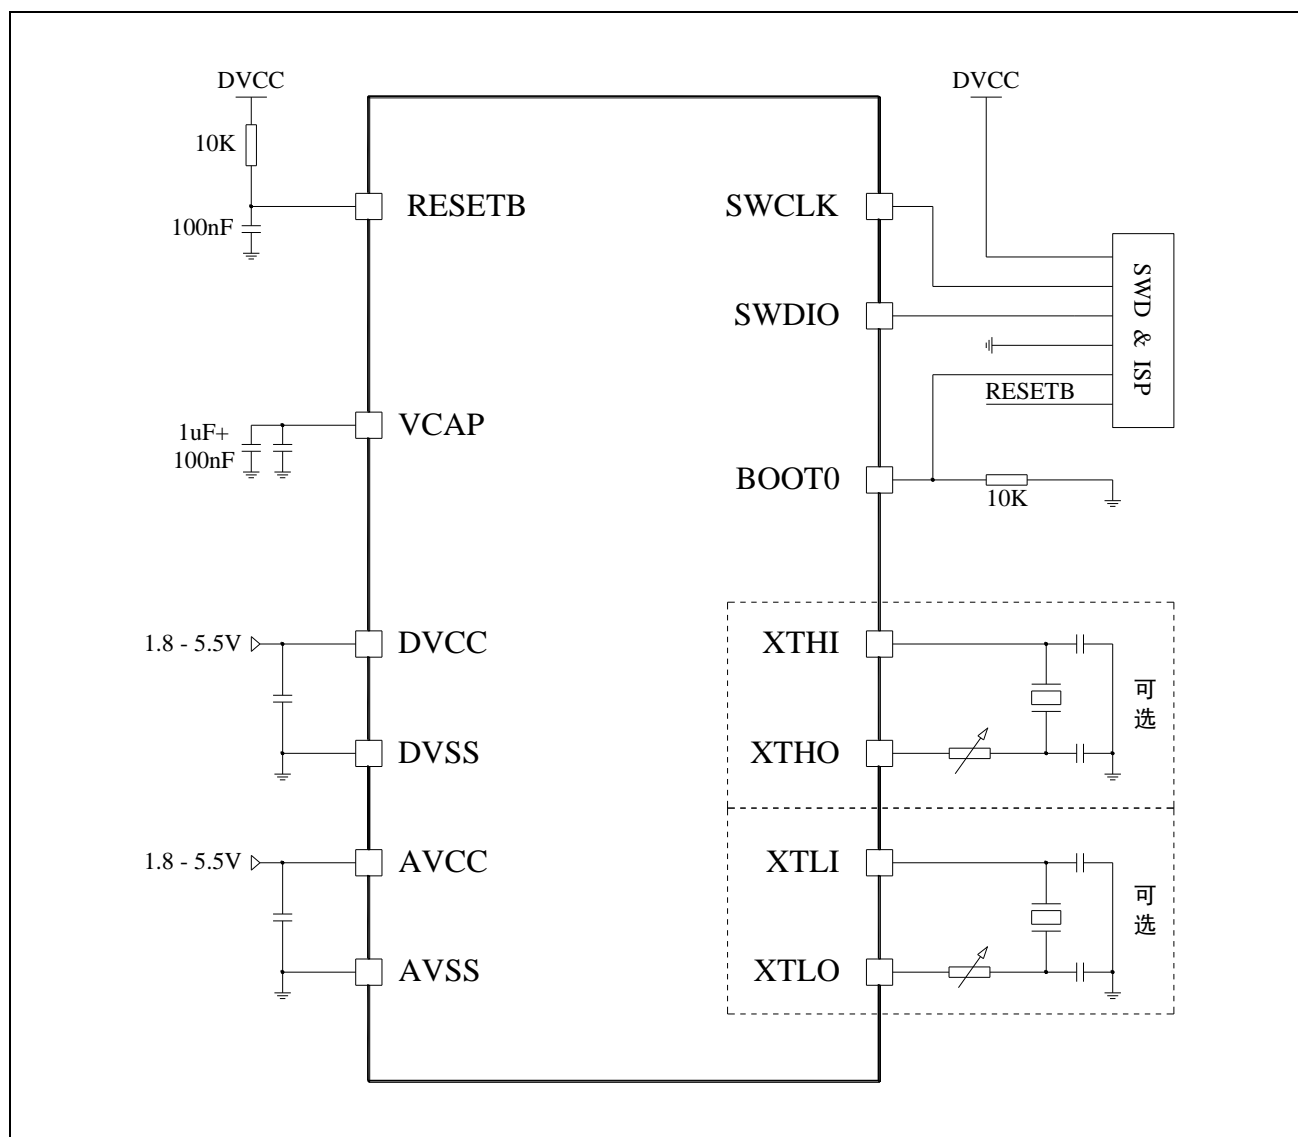 DVCC
10K
RESETB
100nF
VCAP
1uF+
100nF
1.8 - 5.5V
DVCC
DVSS
1.8 - 5.5V
AVCC
AVSS
DVCC
SWCLK
SWDIO
SWD & ISP
RESETB
BOOT0
10K
XTHI
XTHO
可选
XTLI
XTLO
可选